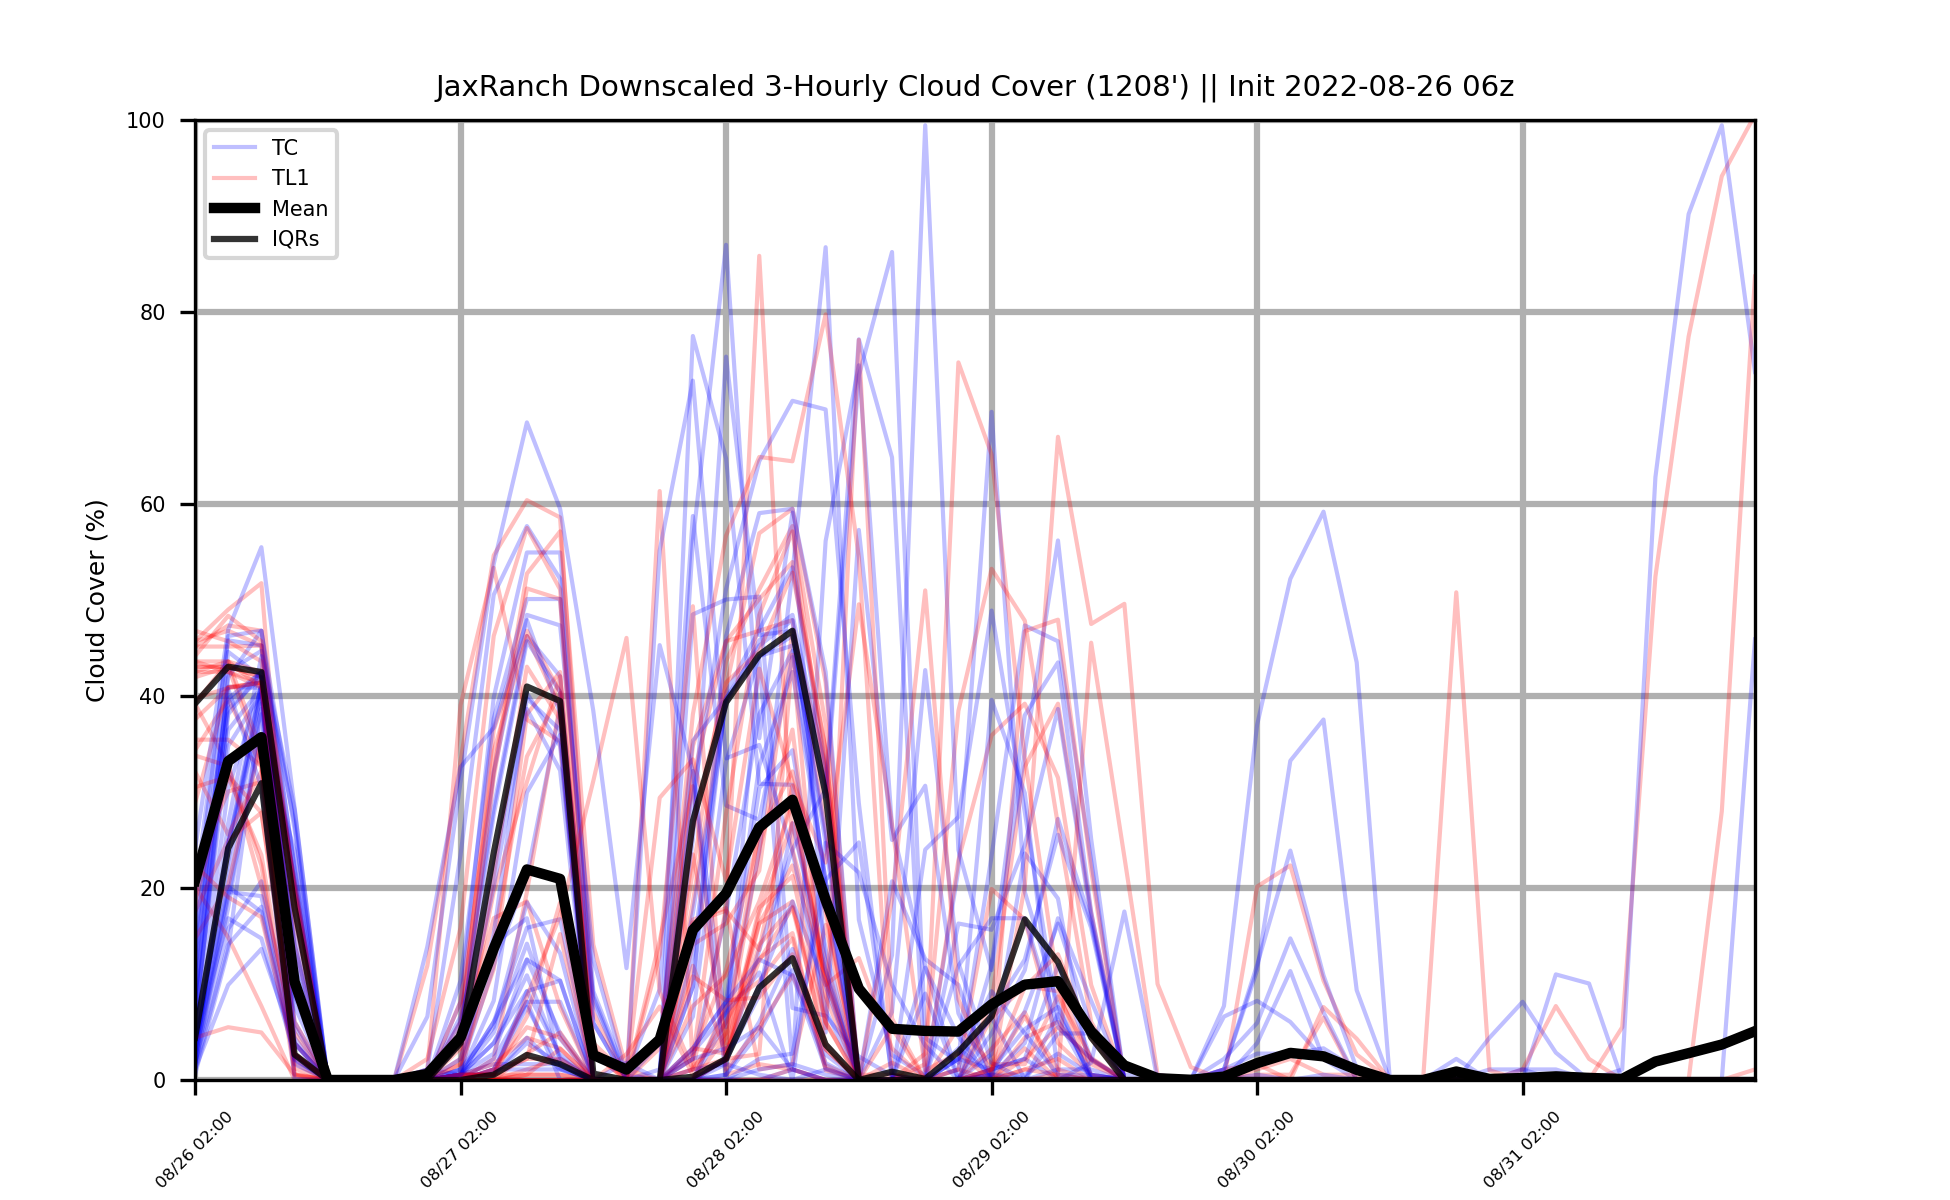 JaxRanch Downscaled 3-Hourly Cloud Cover (1208') || Init 2022-08-26 06z
TC
TL1
Mean
IQRs
Cloud Cover (%)
100
80
60
40
20
0
08/26 02:00
08/27 02:00
08/28 02:00
08/29 02:00
08/30 02:00
08/31 02:00